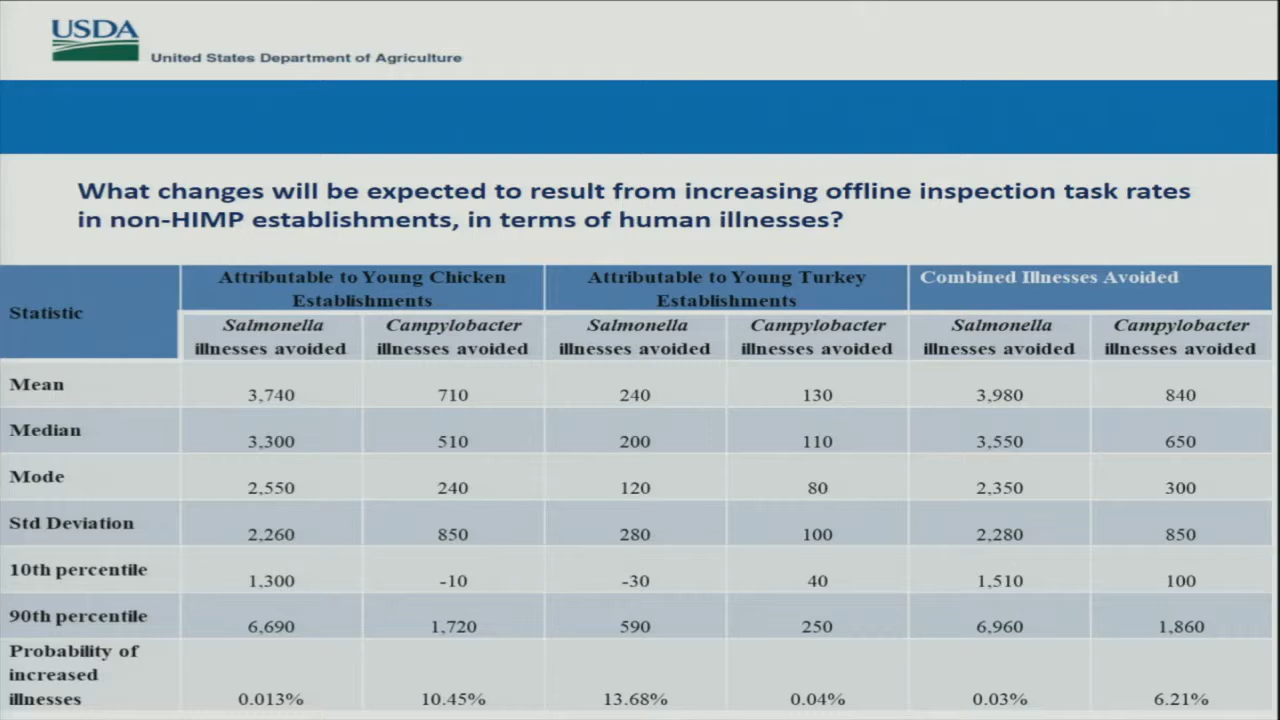 USDA
United States Department of Agriculture
What changes will be expected to result from increasing offline inspection task rates
in non-HIMP establishments, in terms of human illnesses?
Statistic
Attributable to Young Chicken
Establishments
Attributable to Young Turkey
Establishments
Combined Illnesses Avoided
Salmonella
illnesses avoided
Campylobacter
illnesses avoided
Salmonella
illnesses avoided
Campylobacter
illnesses avoided
Salmonella
illnesses avoided
Campylobacter
illnesses avoided
Mean 3,740 710 240 130 3,980 840
Median 3,300 510 200 110 3,550 650
Mode 2,550 240 120 80 2,350 300
Std Deviation 2,260 850 280 100 2,280 850
10th percentile 1,300 -10 -30 40 1,510 100
90th percentile 6,690 1,720 590 250 6,960 1,860
Probability of
increased
illnesses 0.013% 10.45% 13.68% 0.04% 0.03% 6.21%